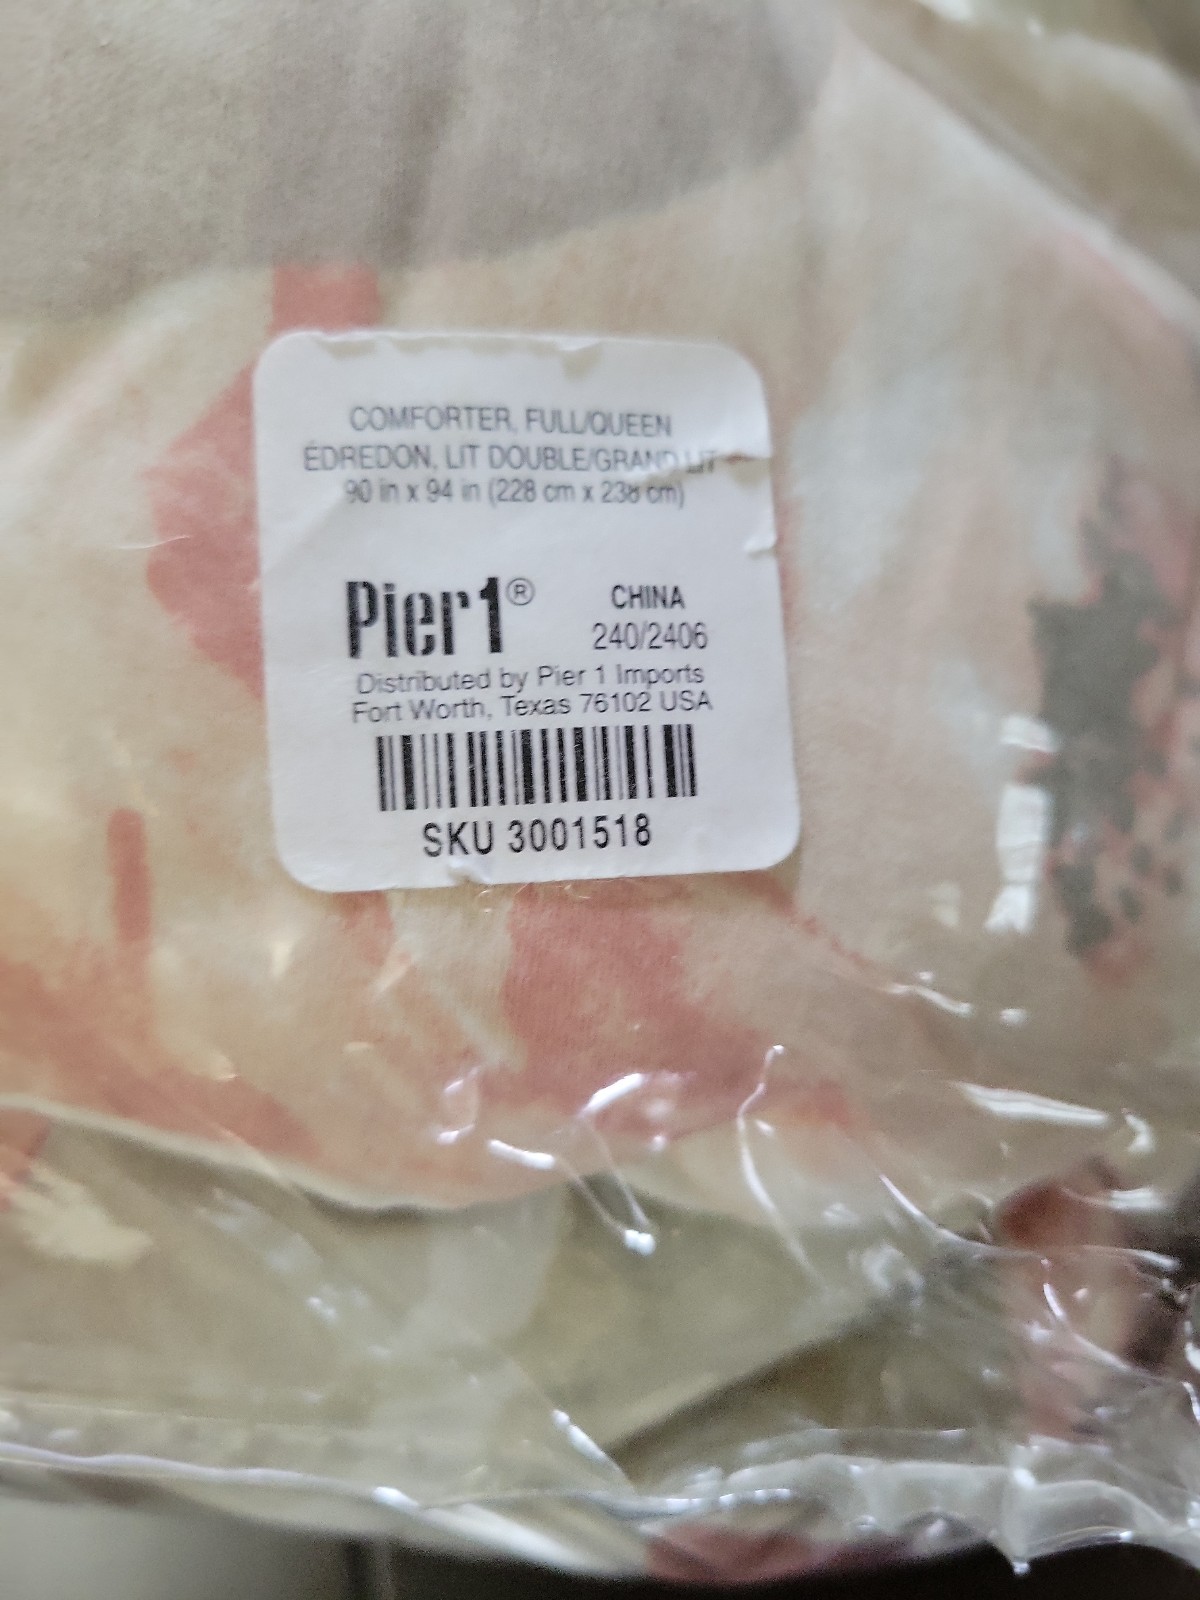 COMFORTER, FULL/QUEEN
ÉDREDON, LIT DOUBLE/GRAND LIT
90 in x 94 in (228 cm x 238 cm)
Pier1® CHINA
240/2406
Distributed by Pier 1 Imports
Fort Worth, Texas 76102 USA
SKU 3001518